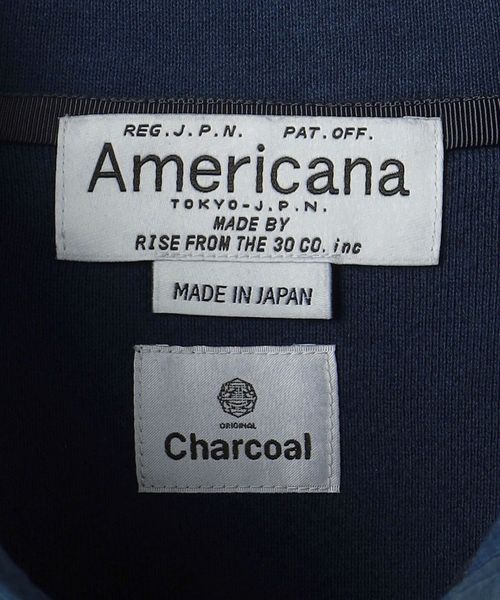 REG.J.P.N. PAT.OFF.
Americana
TOKYO-J.P.N.
MADE BY
RISE FROM THE 30 CO. inc
MADE IN JAPAN
ORIGINAL
Charcoal